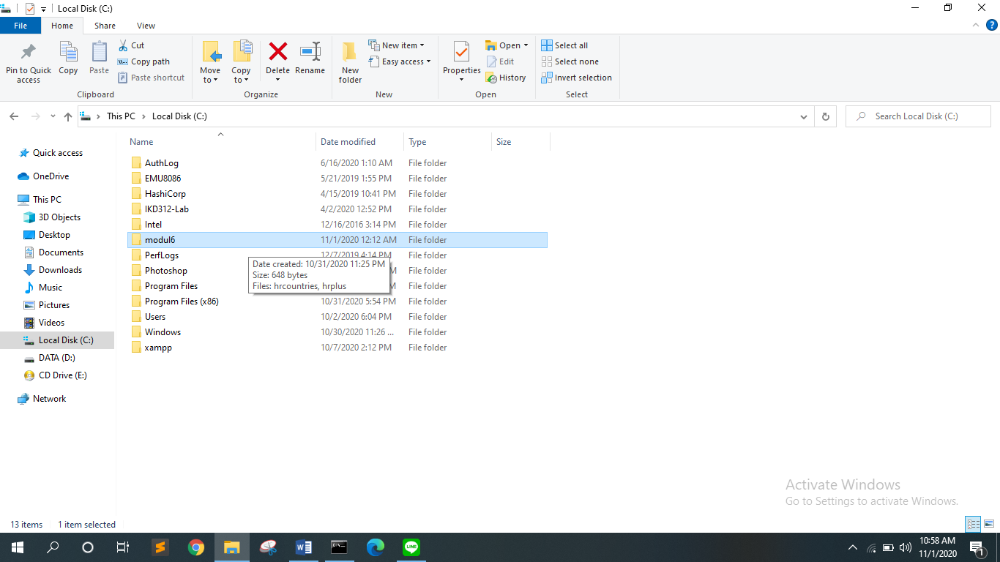 Local Disk (C:)
File Home Share View
Pin to Quick access
Copy
Paste
Cut
Copy path
Paste shortcut
Clipboard
Move to
Copy to
Delete
Rename
Organize
New folder
New item
Easy access
New
Properties
Open
Edit
History
Open
Select all
Select none
Invert selection
Select
This PC Local Disk (C:)
Search Local Disk (C:)
Quick access
OneDrive
This PC
3D Objects
Desktop
Documents
Downloads
Music
Pictures
Videos
Local Disk (C:)
DATA (D:)
CD Drive (E:)
Network
Name Date modified Type Size
AuthLog 6/16/2020 1:10 AM File folder
EMU8086 5/21/2019 1:55 PM File folder
HashiCorp 4/15/2019 10:41 PM File folder
IKD312-Lab 4/2/2020 12:52 PM File folder
Intel 12/16/2016 3:14 PM File folder
modul6 11/1/2020 12:12 AM File folder
PerfLogs 12/7/2019 4:14 PM File folder
Photoshop File folder
Program Files File folder
Program Files (x86) 10/31/2020 5:54 PM File folder
Users 10/2/2020 6:04 PM File folder
Windows 10/30/2020 11:26 ... File folder
xampp 10/7/2020 2:12 PM File folder
Date created: 10/31/2020 11:25 PM
Size: 648 bytes
Files: hrcountries, hrplus
Activate Windows
Go to Settings to activate Windows.
13 items 1 item selected
LINE
10:58 AM
11/1/2020
1